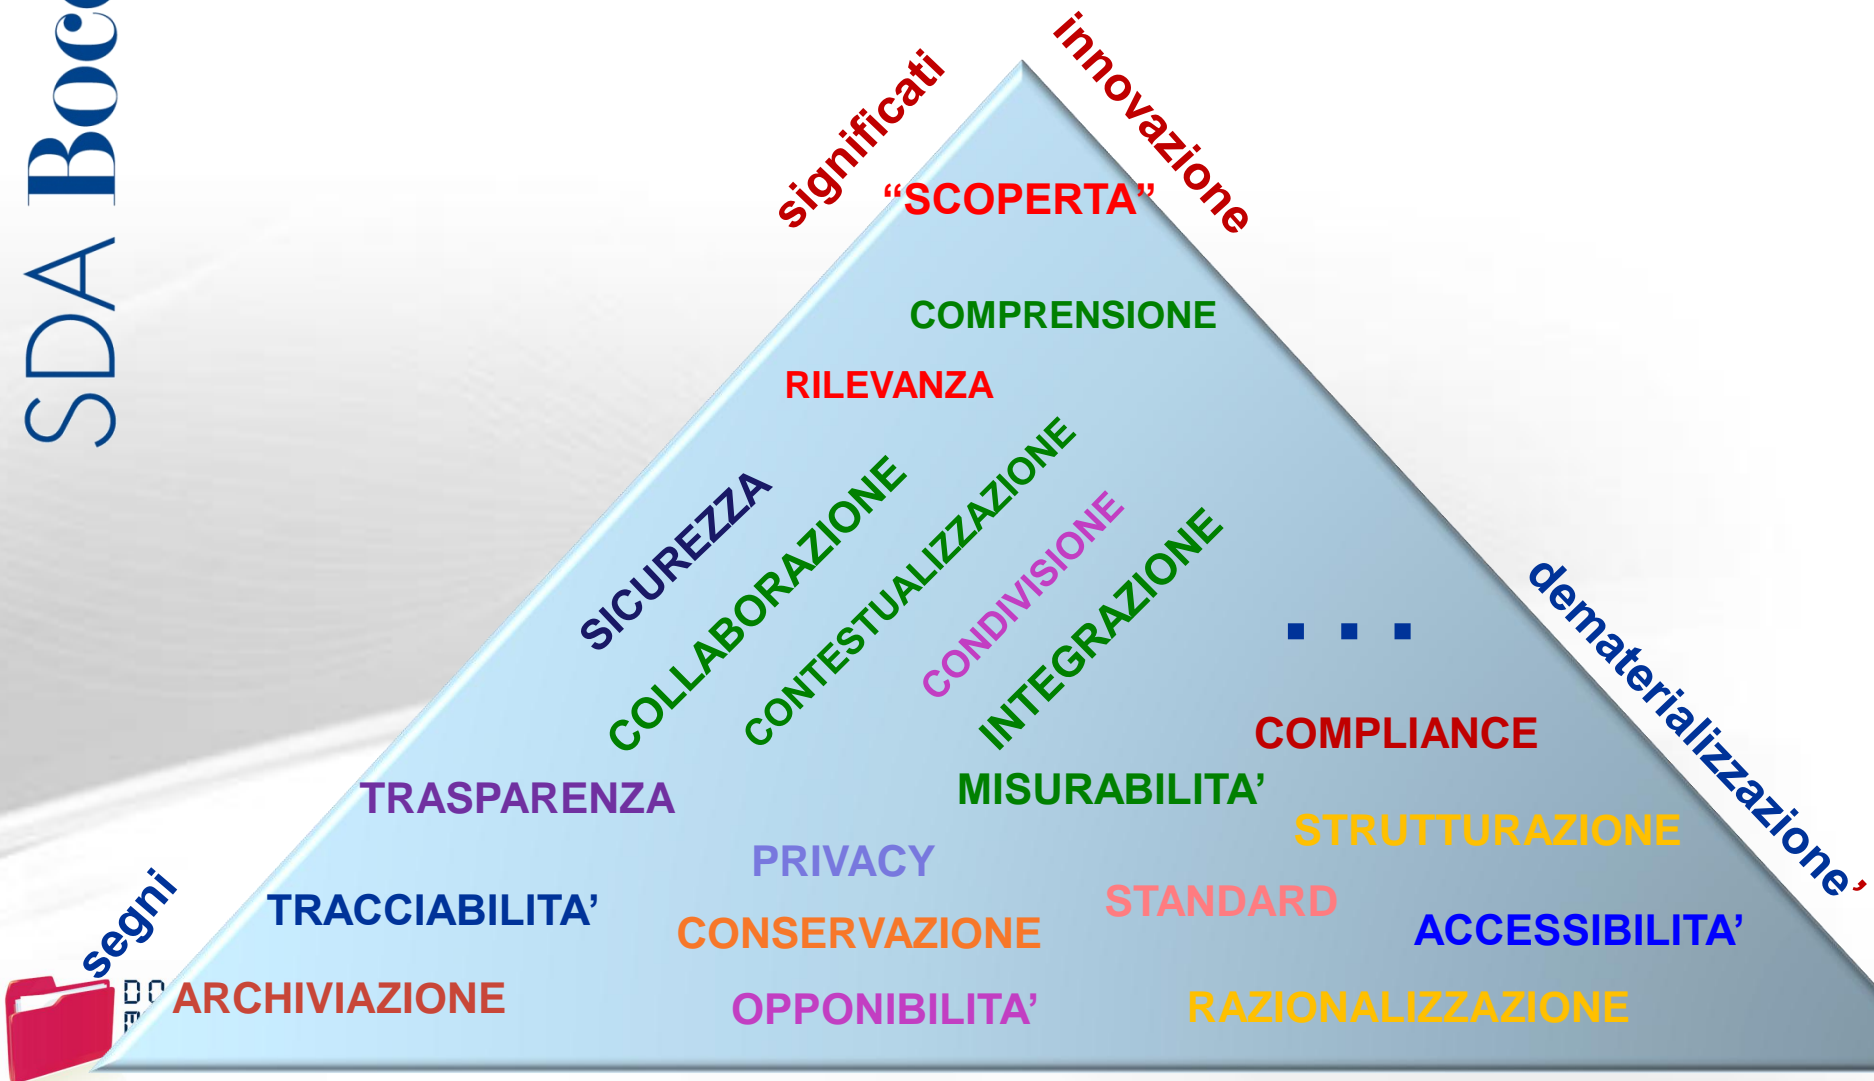 SDA Boc
innovazione
significati
“SCOPERTA”
COMPRENSIONE
RILEVANZA
SICUREZZA
COLLABORAZIONE
CONTESTUALIZZAZIONE
CONDIVISIONE
INTEGRAZIONE
...
dematerializzazione’
COMPLIANCE
TRASPARENZA
MISURABILITA’
STRUTTURAZIONE
PRIVACY
segni
TRACCIABILITA’
STANDARD
CONSERVAZIONE
ACCESSIBILITA’
ARCHIVIAZIONE
OPPONIBILITA’
RAZIONALIZZAZIONE